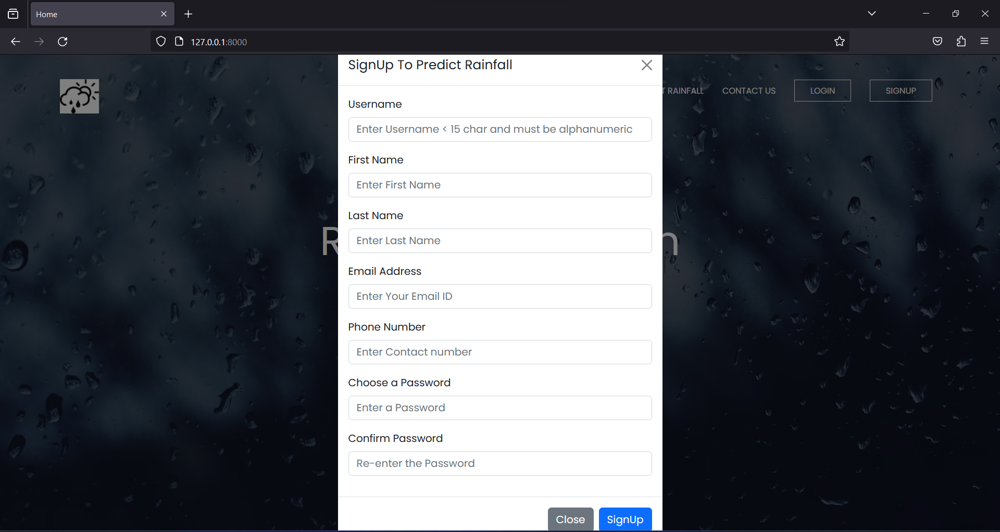 Home
127.0.0.1:8000
SignUp To Predict Rainfall
RAINFALL
CONTACT US
LOGIN
SIGNUP
Username
Enter Username < 15 char and must be alphanumeric
First Name
Enter First Name
Last Name
Enter Last Name
Email Address
Enter Your Email ID
Phone Number
Enter Contact number
Choose a Password
Enter a Password
Confirm Password
Re-enter the Password
Close
SignUp